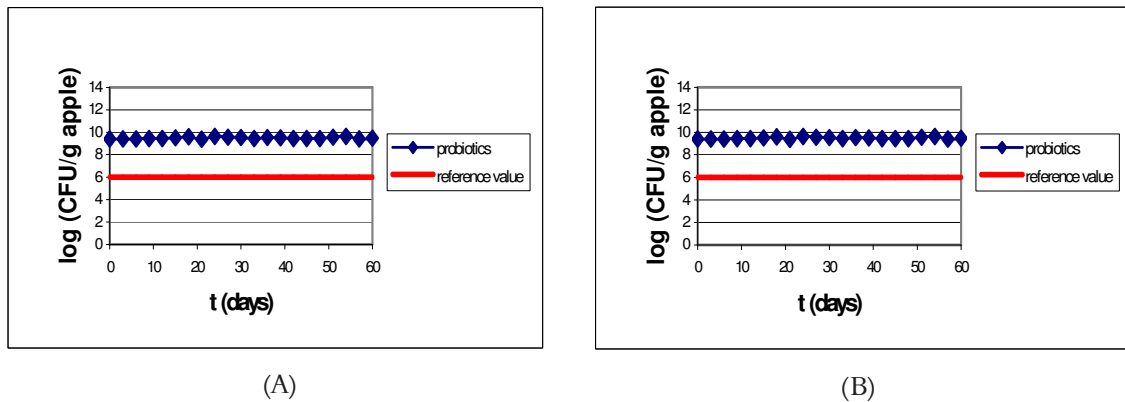 log (CFU/g apple)
14
12
10
8
6
4
2
0
0 10 20 30 40 50 60
t (days)
probiotics
reference value
(A)
log (CFU/g apple)
14
12
10
8
6
4
2
0
0 10 20 30 40 50 60
t (days)
probiotics
reference value
(B)